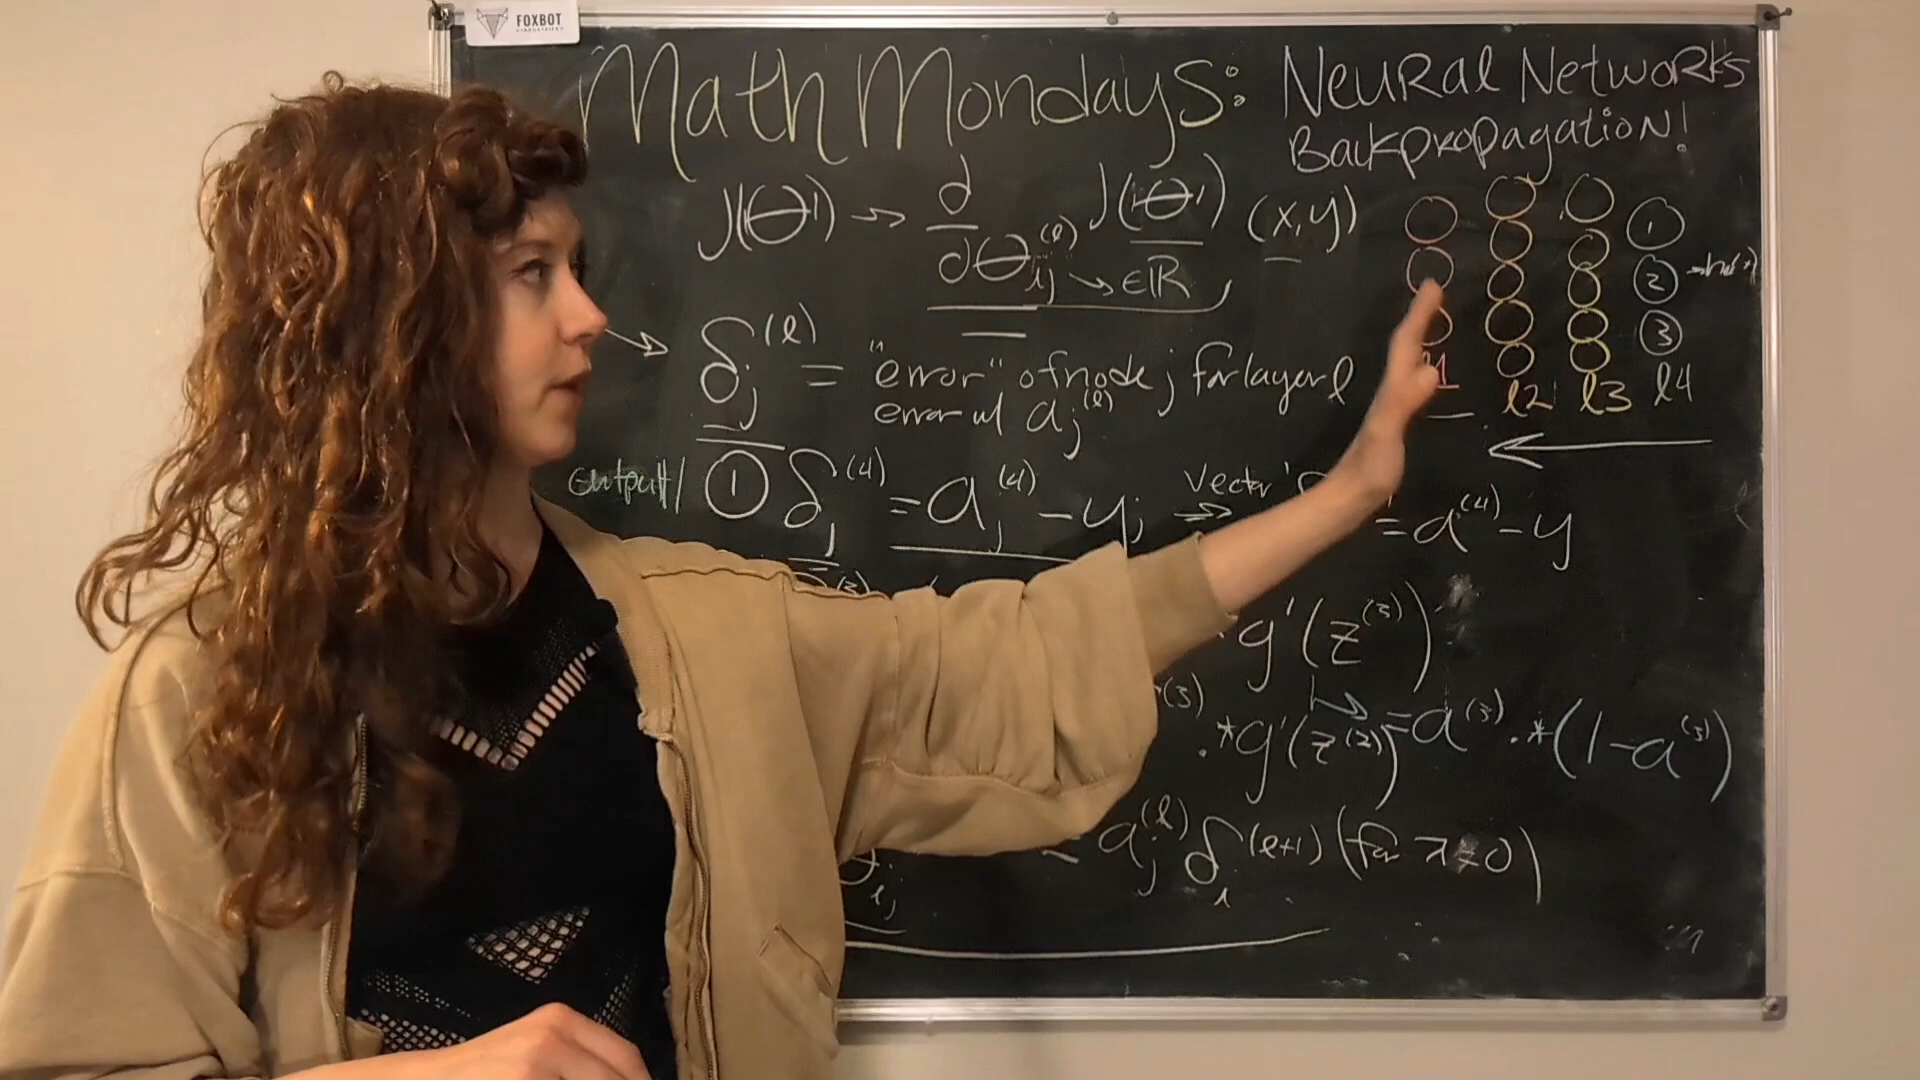 FOXBOT
INDUSTRIES
Math Mondays: Neural Networks
Backpropagation!
J(Θ) → ∂/∂Θij^(l) J(Θ) (x,y)
→ ∈ℝ
1
2
3
l1 l2 l3 l4
δj^(l) = "error" of node j for layer l
error w/ aj^(l)
output/ ① δj^(4) = aj^(4) - yj → vector
= a^(4) - y
g'(z^(3))
.*g'(z^(2)) = a^(3) .* (1-a^(3))
= aj^(l) δi^(l+1) (for λ=0)